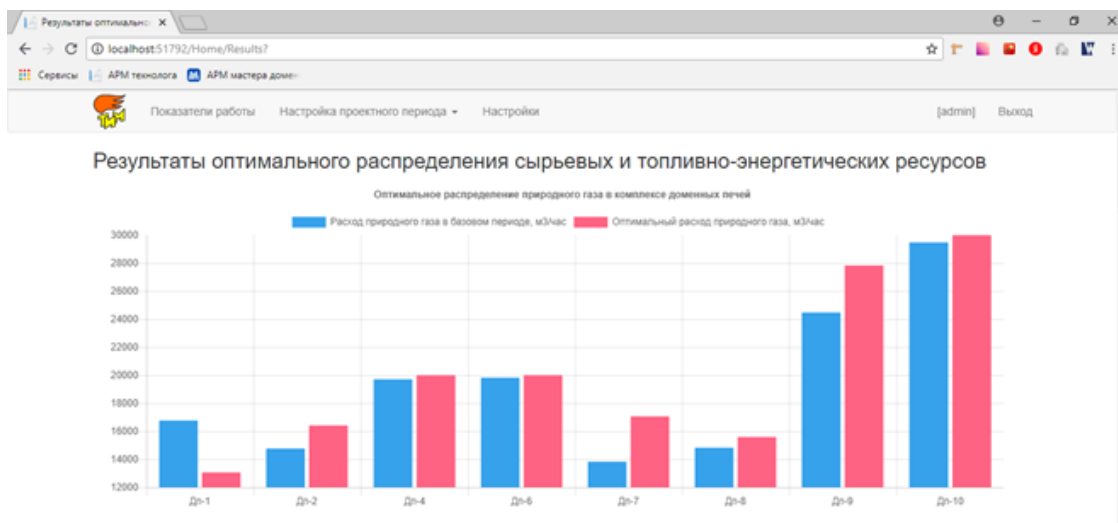 Результаты оптимально
localhost:51792/Home/Results?
Сервисы АРМ технолога АРМ мастера домен
Показатели работы Настройка проектного периода Настройки [admin] Выход
Результаты оптимального распределения сырьевых и топливно-энергетических ресурсов
Оптимальное распределение природного газа в комплексе доменных печей
Расход природного газа в базовом периоде, м3/час Оптимальный расход природного газа, м3/час
30000
28000
26000
24000
22000
20000
18000
16000
14000
12000
Дп-1 Дп-2 Дп-4 Дп-6 Дп-7 Дп-8 Дп-9 Дп-10